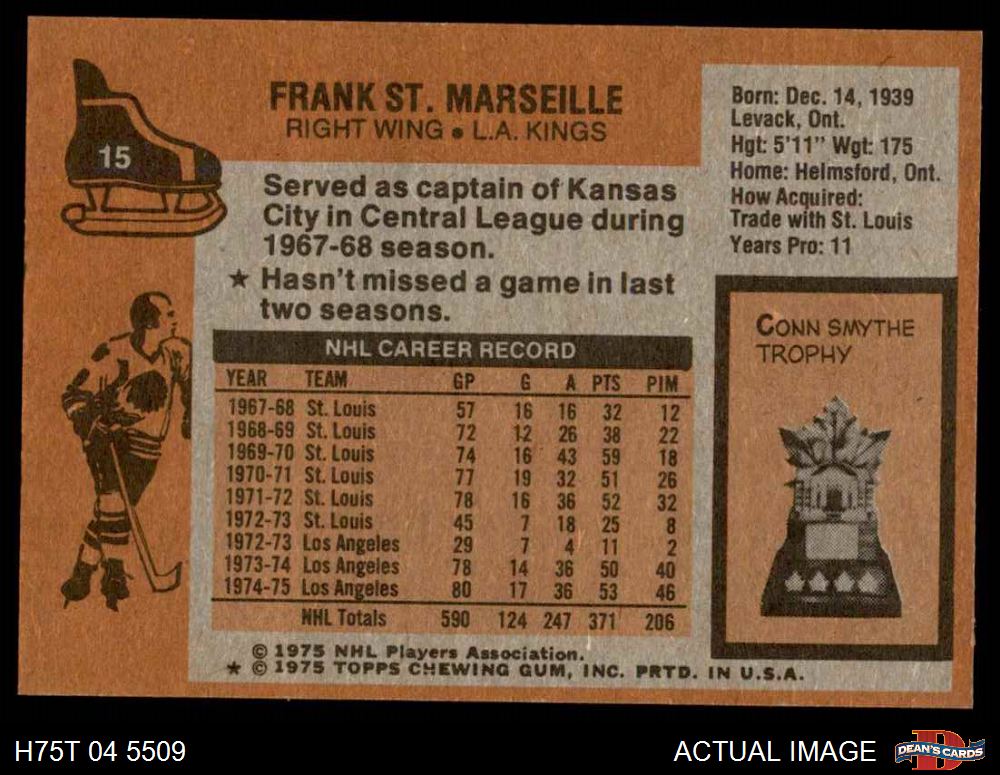 15
FRANK ST. MARSEILLE
RIGHT WING ● L.A. KINGS
Served as captain of Kansas
City in Central League during
1967-68 season.
★ Hasn't missed a game in last
two seasons.
Born: Dec. 14, 1939
Levack, Ont.
Hgt: 5'11" Wgt: 175
Home: Helmsford, Ont.
How Acquired:
Trade with St. Louis
Years Pro: 11
NHL CAREER RECORD
YEAR TEAM GP G A PTS PIM
1967-68 St. Louis 57 16 16 32 12
1968-69 St. Louis 72 12 26 38 22
1969-70 St. Louis 74 16 43 59 18
1970-71 St. Louis 77 19 32 51 26
1971-72 St. Louis 78 16 36 52 32
1972-73 St. Louis 45 7 18 25 8
1972-73 Los Angeles 29 7 4 11 2
1973-74 Los Angeles 78 14 36 50 40
1974-75 Los Angeles 80 17 36 53 46
NHL Totals 590 124 247 371 206
CONN SMYTHE
TROPHY
© 1975 NHL Players Association.
★ © 1975 TOPPS CHEWING GUM, INC. PRTD. IN U.S.A.
H75T 04 5509
ACTUAL IMAGE
D
DEAN'S CARDS